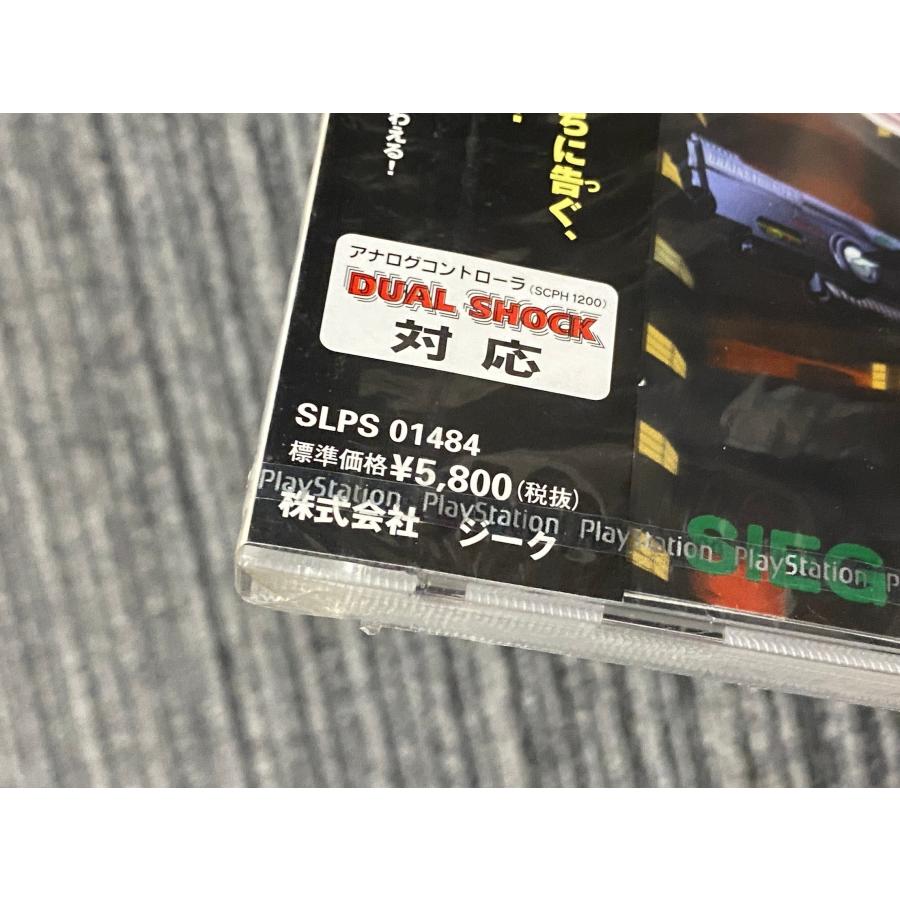 わえる!
ちに告ぐ、
つ
アナログコントローラ(SCPH 1200)
DUAL SHOCK
対応
SLPS 01484
標準価格¥5,800(税抜)
PlayStation PlayStation PlayStation PlayStation P
株式会社 ジーク
SIEG